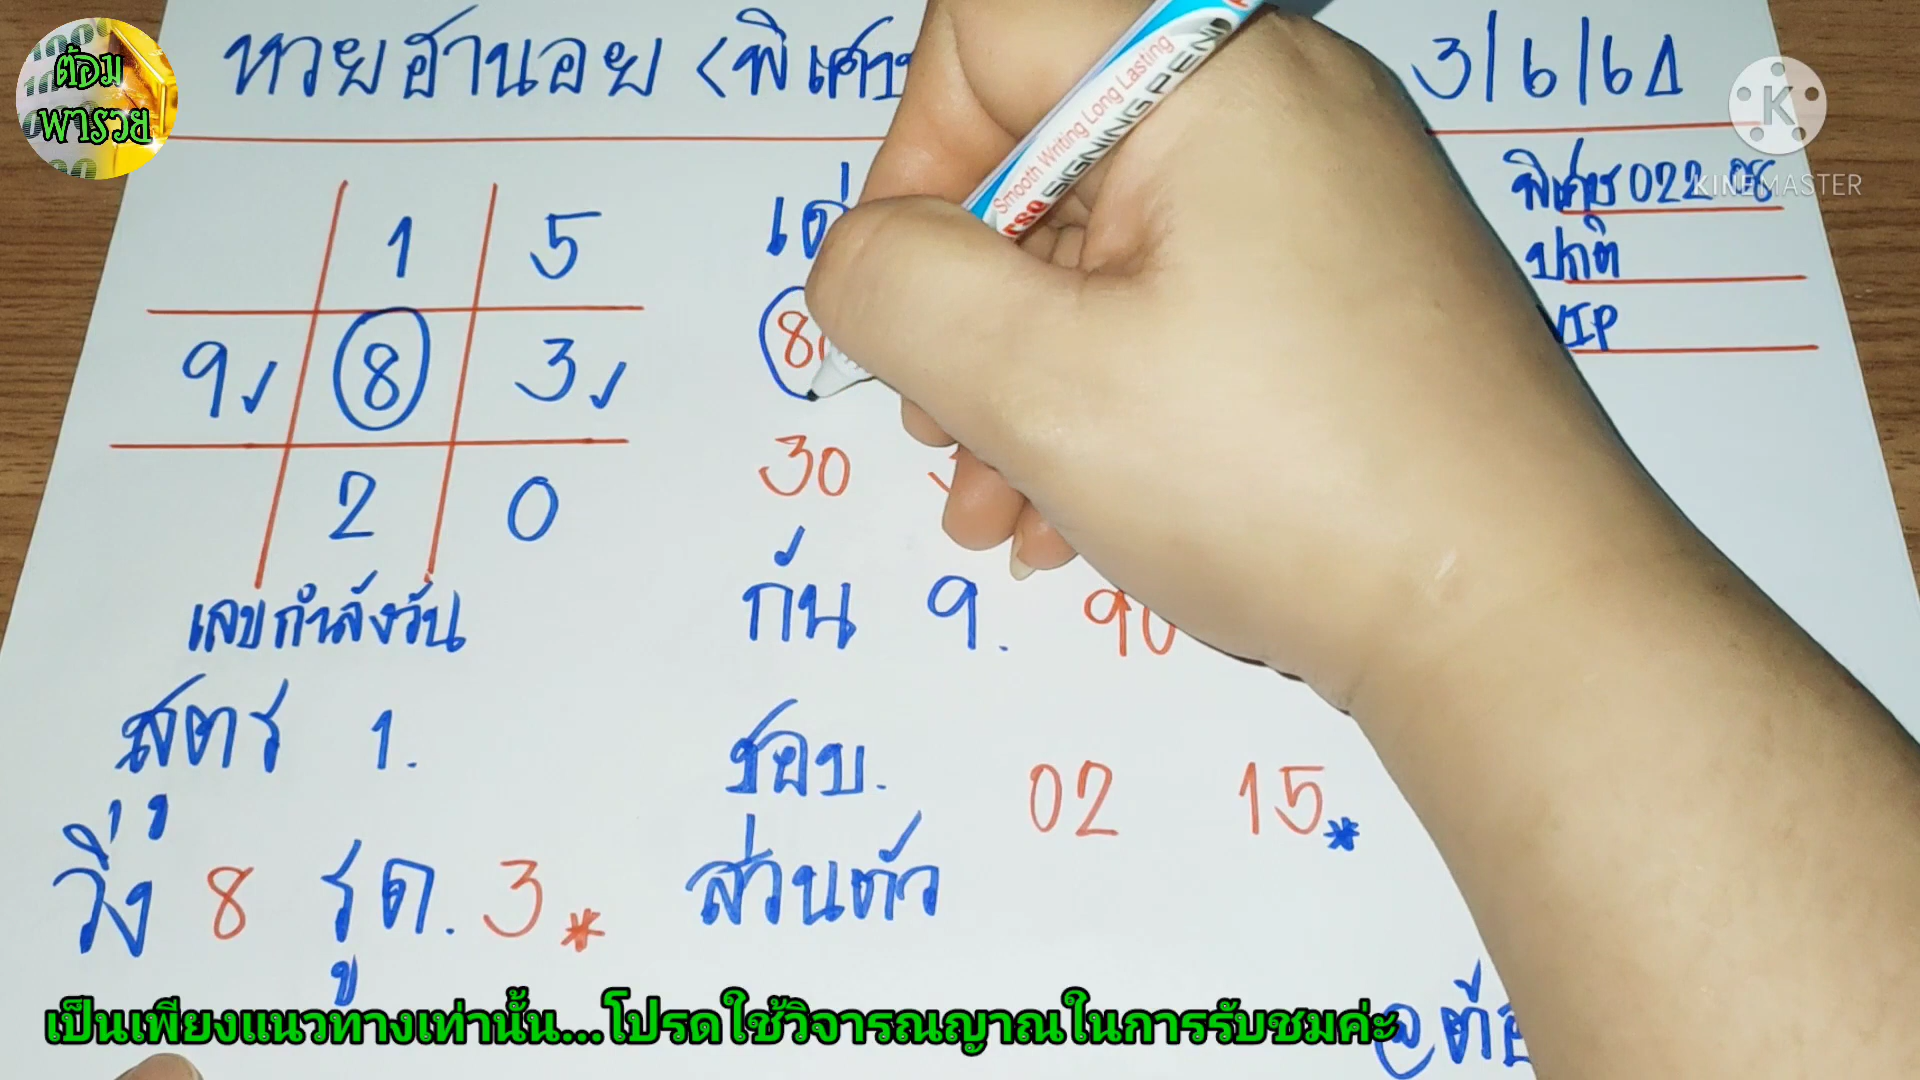 ต้อม
พารวย
หวยฮานอย <พิเศษ
3/6/64
KINEMASTER
พิเศษ 022
ปกติ
VIP
1 5
9 8 3
2 0
เลขกำลังวัน
สูตร 1.
วิ่ง 8 รูด. 3*
30
กัน 9. 90
ชอบ. 02 15*
ส่วนตัว
Smooth Writing Long Lasting
SIGNING PEN
เป็นเพียงแนวทางเท่านั้น...โปรดใช้วิจารณญาณในการรับชมค่ะ